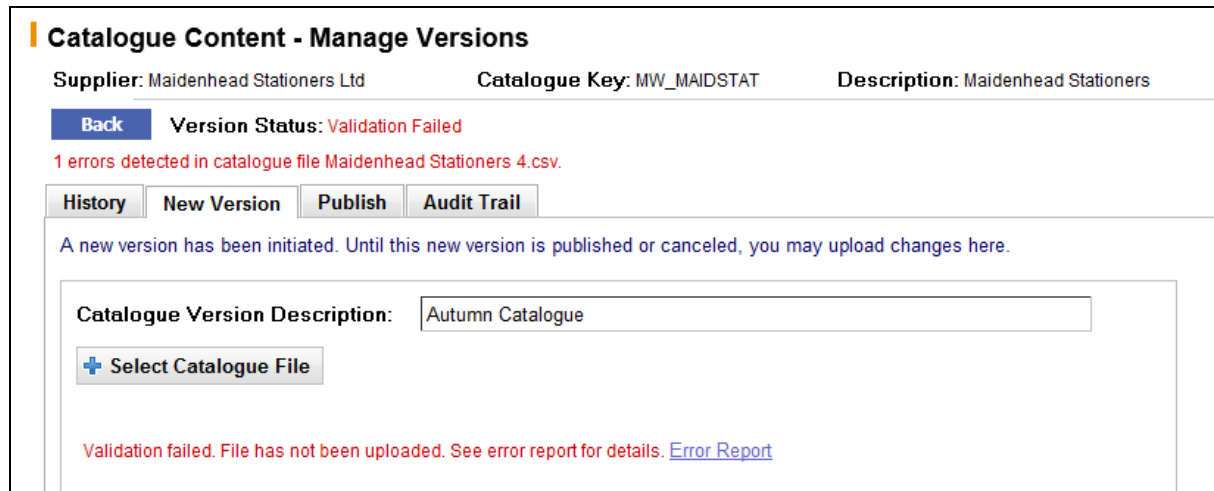 Catalogue Content - Manage Versions
Supplier: Maidenhead Stationers Ltd Catalogue Key: MW_MAIDSTAT Description: Maidenhead Stationers
Back Version Status: Validation Failed
1 errors detected in catalogue file Maidenhead Stationers 4.csv.
History New Version Publish Audit Trail
A new version has been initiated. Until this new version is published or canceled, you may upload changes here.
Catalogue Version Description: Autumn Catalogue
Select Catalogue File
Validation failed. File has not been uploaded. See error report for details. Error Report